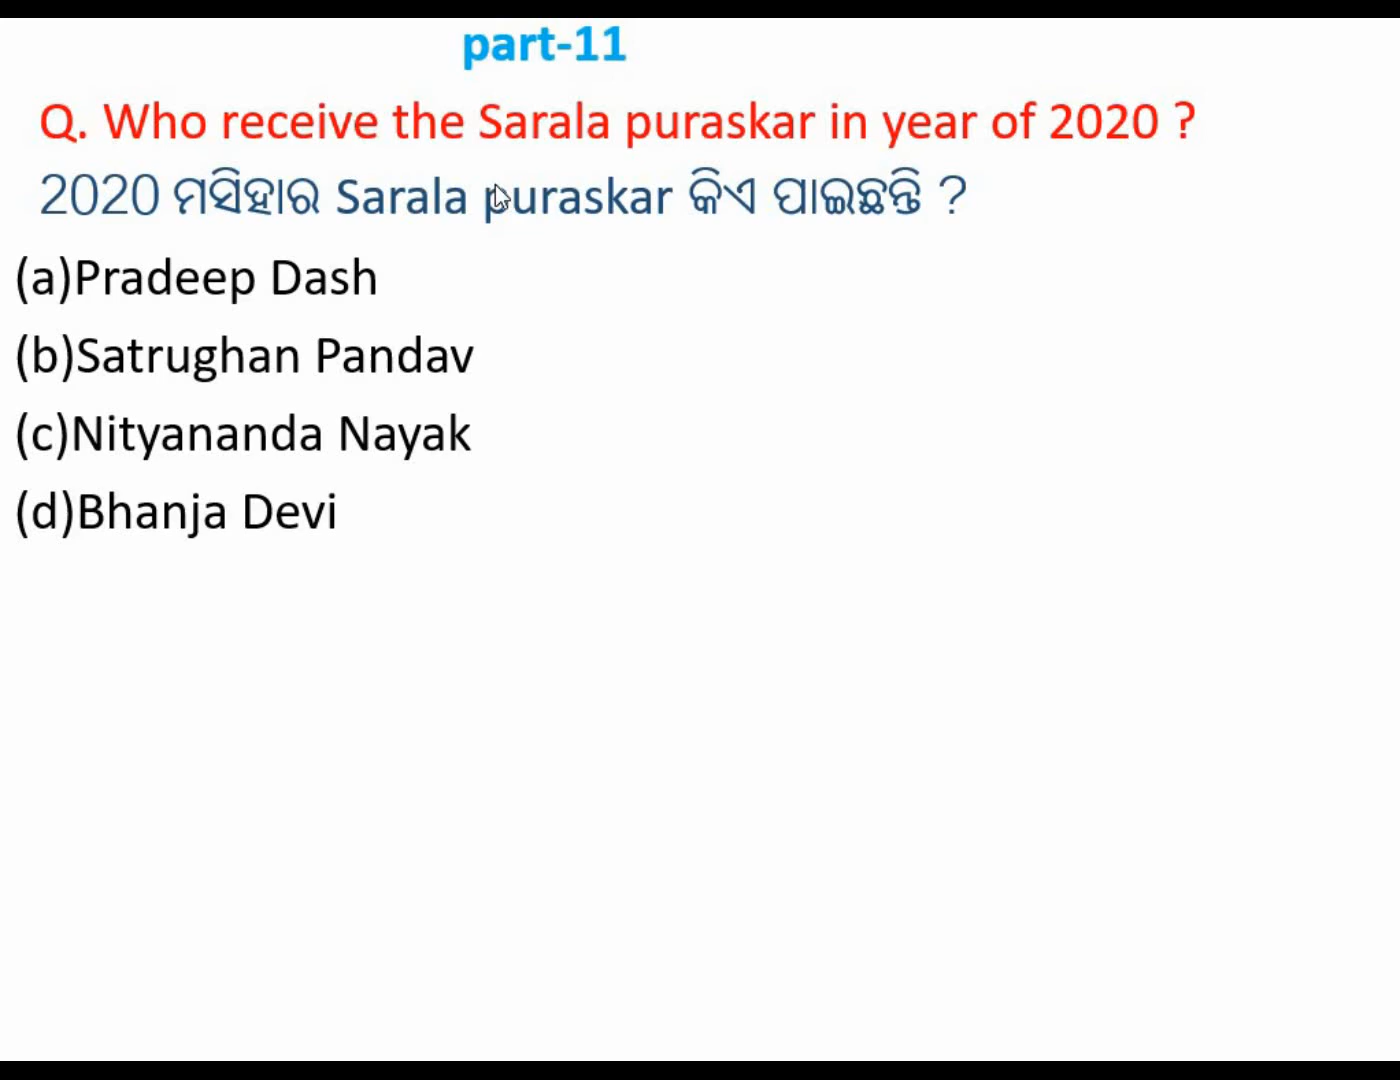 part-11
Q. Who receive the Sarala puraskar in year of 2020 ?
2020 ମସିହାର Sarala puraskar କିଏ ପାଇଛନ୍ତି ?
(a)Pradeep Dash
(b)Satrughan Pandav
(c)Nityananda Nayak
(d)Bhanja Devi